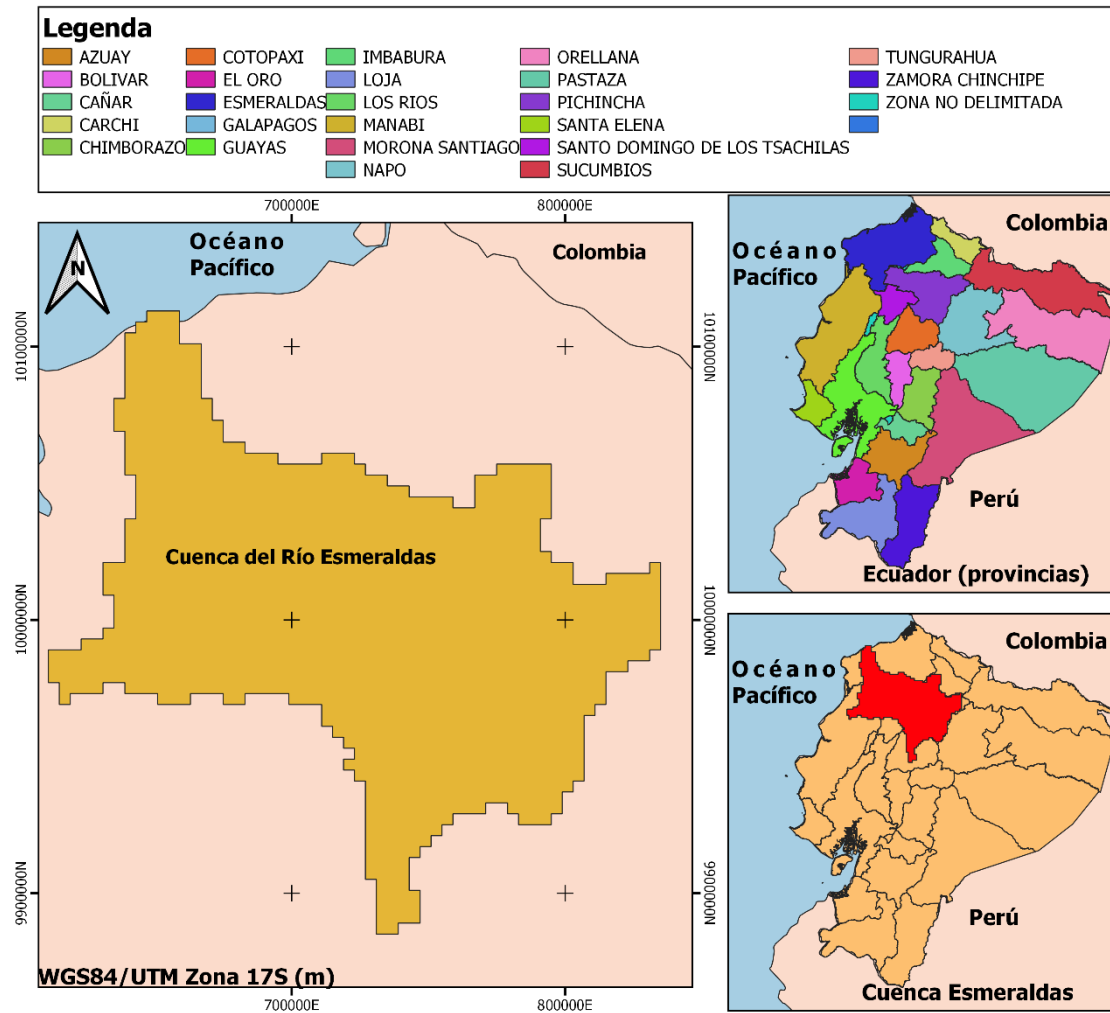 Legenda
AZUAY
BOLIVAR
CAÑAR
CARCHI
CHIMBORAZO
COTOPAXI
EL ORO
ESMERALDAS
GALAPAGOS
GUAYAS
IMBABURA
LOJA
LOS RIOS
MANABI
MORONA SANTIAGO
NAPO
ORELLANA
PASTAZA
PICHINCHA
SANTA ELENA
SANTO DOMINGO DE LOS TSACHILAS
SUCUMBIOS
TUNGURAHUA
ZAMORA CHINCHIPE
ZONA NO DELIMITADA
700000E
800000E
Océano
Pacífico
Colombia
N
10100000N
10100000N
Cuenca del Río Esmeraldas
10000000N
10000000N
9900000N
9900000N
WGS84/UTM Zona 17S (m)
700000E
800000E
Océano
Pacífico
Colombia
Perú
Ecuador (provincias)
Océano
Pacífico
Colombia
Perú
Cuenca Esmeraldas